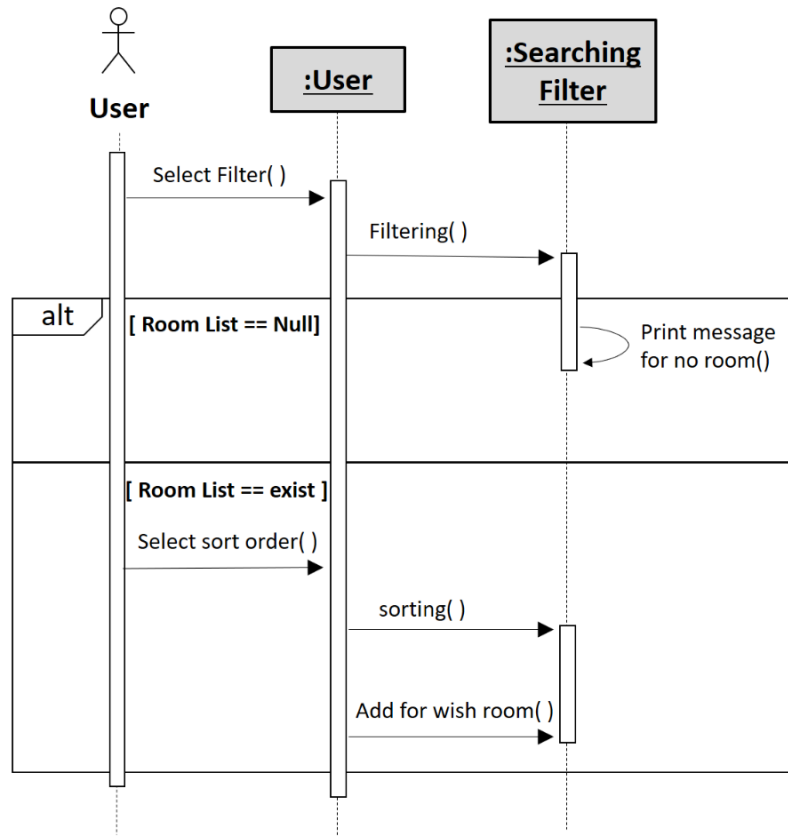 User
:User
:Searching
Filter
Select Filter( )
Filtering( )
alt
[ Room List == Null]
Print message
for no room()
[ Room List == exist ]
Select sort order( )
sorting( )
Add for wish room( )